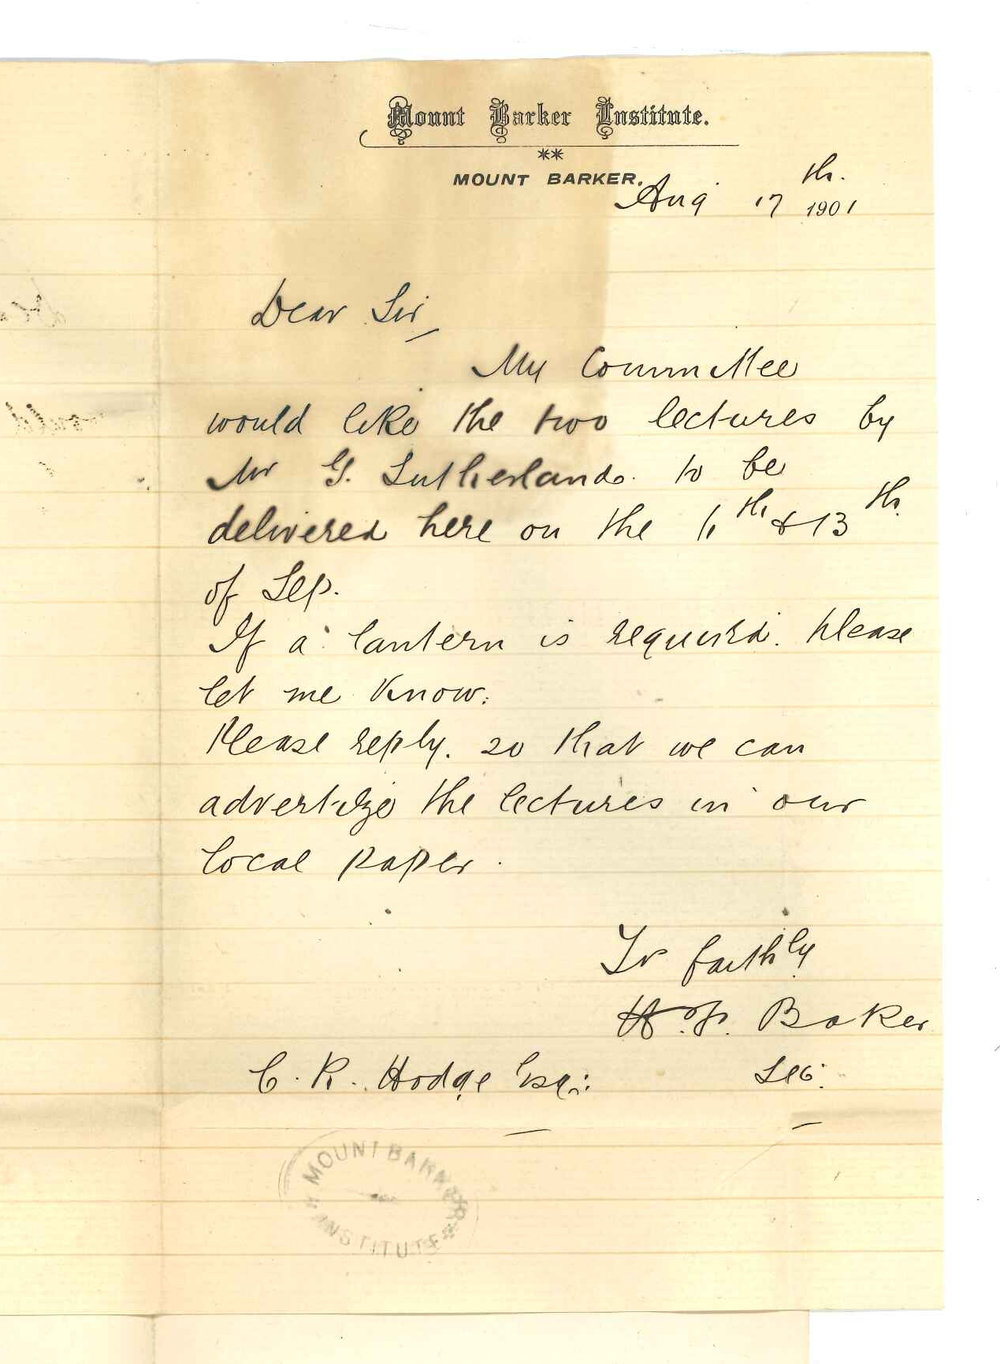 Mount Barker Institute.
MOUNT BARKER,
Aug 17th. 1901
Dear Sir,
My Committee
would like the two lectures by
Mr G. Sutherland. to be
delivered here on the 11th & 13th.
of Sep.
If a lantern is required. Please
let me know.
Please reply. so that we can
advertize the lectures in our
local paper.
Yr faithly
Baker
Sec.
C. R. Hodge Esq:
MOUNT BARKER
INSTITUTE